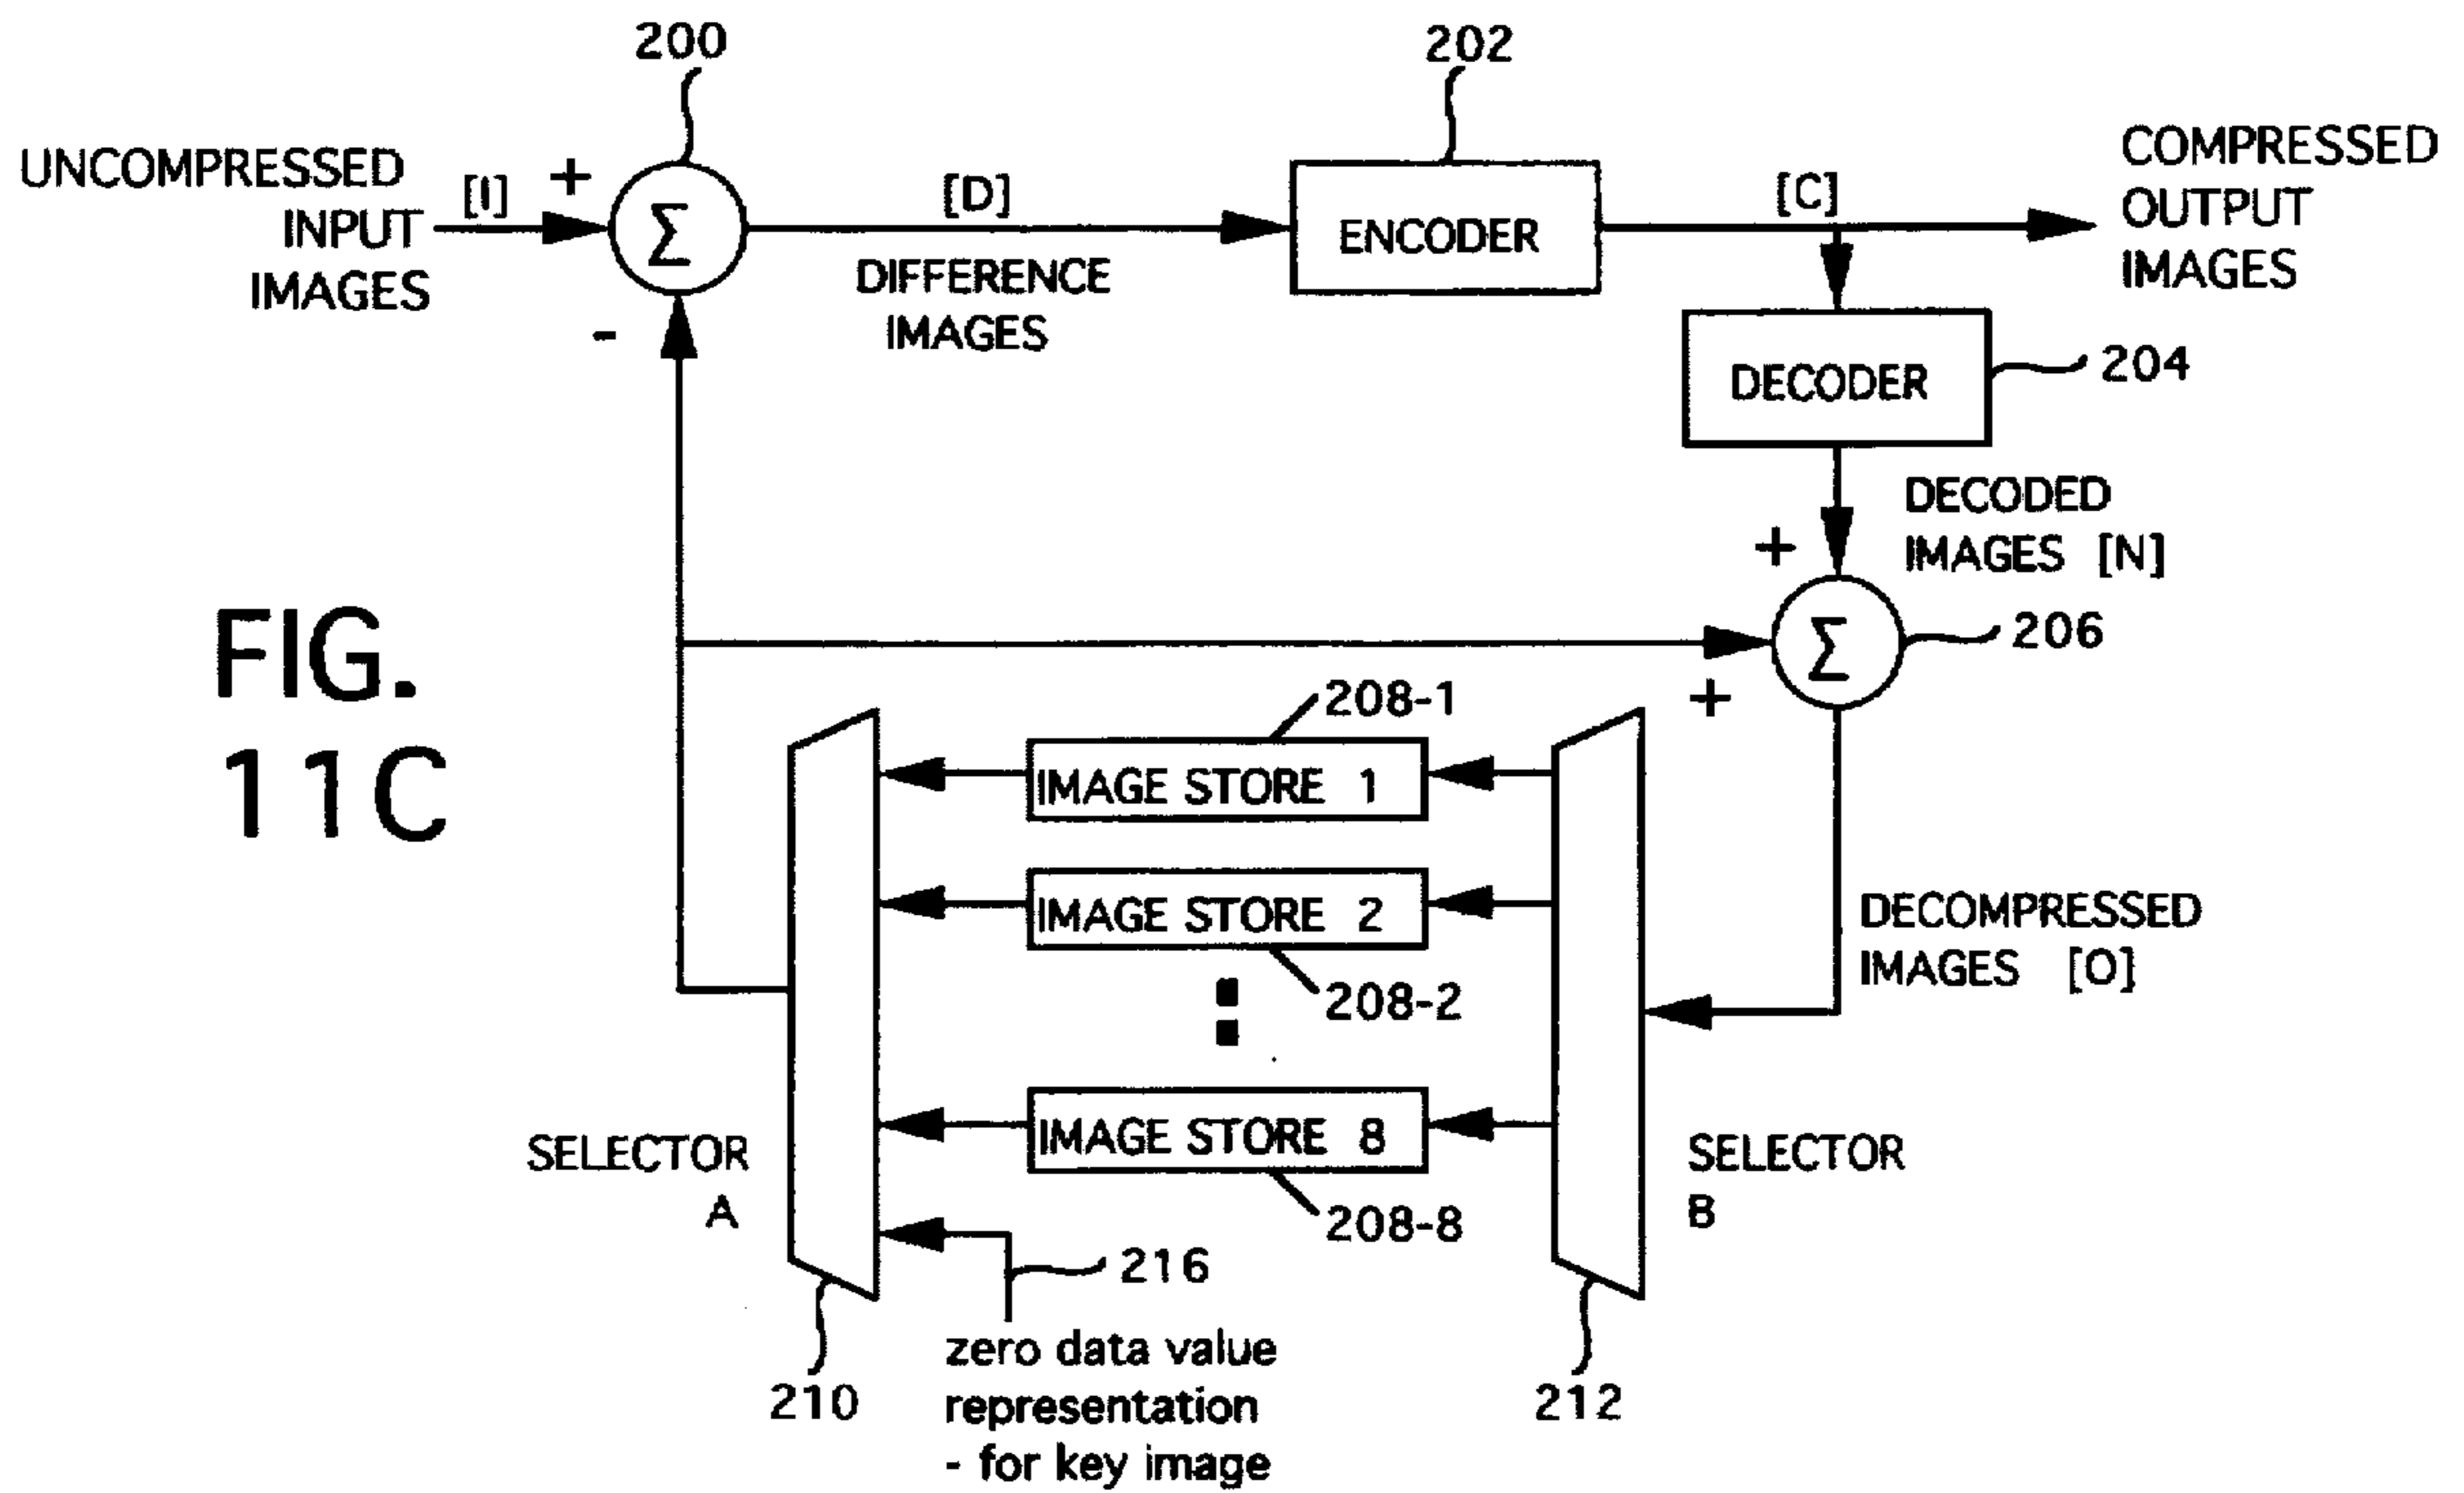 200
202
UNCOMPRESSED
INPUT
IMAGES
[I]
+
Σ
-
[D]
DIFFERENCE
IMAGES
ENCODER
[C]
COMPRESSED
OUTPUT
IMAGES
DECODER
204
DECODED
IMAGES [N]
+
Σ
206
+
FIG.
11C
208-1
IMAGE STORE 1
IMAGE STORE 2
208-2
DECOMPRESSED
IMAGES [O]
IMAGE STORE 8
208-8
SELECTOR
A
SELECTOR
B
216
210
212
zero data value
representation
- for key image